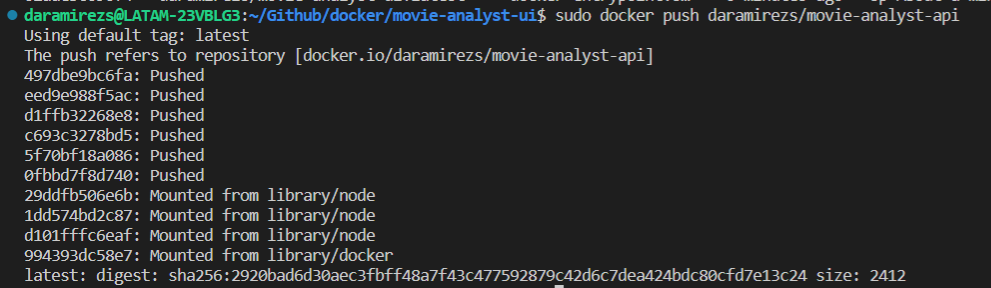 daramirezs@LATAM-23VBLG3:~/Github/docker/movie-analyst-ui$ sudo docker push daramirezs/movie-analyst-api
Using default tag: latest
The push refers to repository [docker.io/daramirezs/movie-analyst-api]
497dbe9bc6fa: Pushed
eed9e988f5ac: Pushed
d1ffb32268e8: Pushed
c693c3278bd5: Pushed
5f70bf18a086: Pushed
0fbbd7f8d740: Pushed
29ddfb506e6b: Mounted from library/node
1dd574bd2c87: Mounted from library/node
d101fffc6eaf: Mounted from library/node
994393dc58e7: Mounted from library/docker
latest: digest: sha256:2920bad6d30aec3fbff48a7f43c477592879c42d6c7dea424bdc80cfd7e13c24 size: 2412